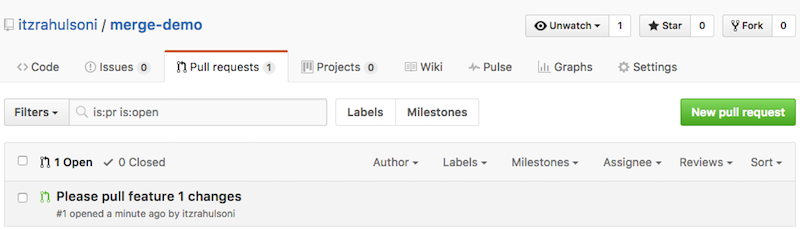 itzrahulsoni / merge-demo Unwatch 1 Star 0 Fork 0
Code Issues 0 Pull requests 1 Projects 0 Wiki Pulse Graphs Settings
Filters is:pr is:open Labels Milestones New pull request
1 Open 0 Closed Author Labels Milestones Assignee Reviews Sort
Please pull feature 1 changes
#1 opened a minute ago by itzrahulsoni